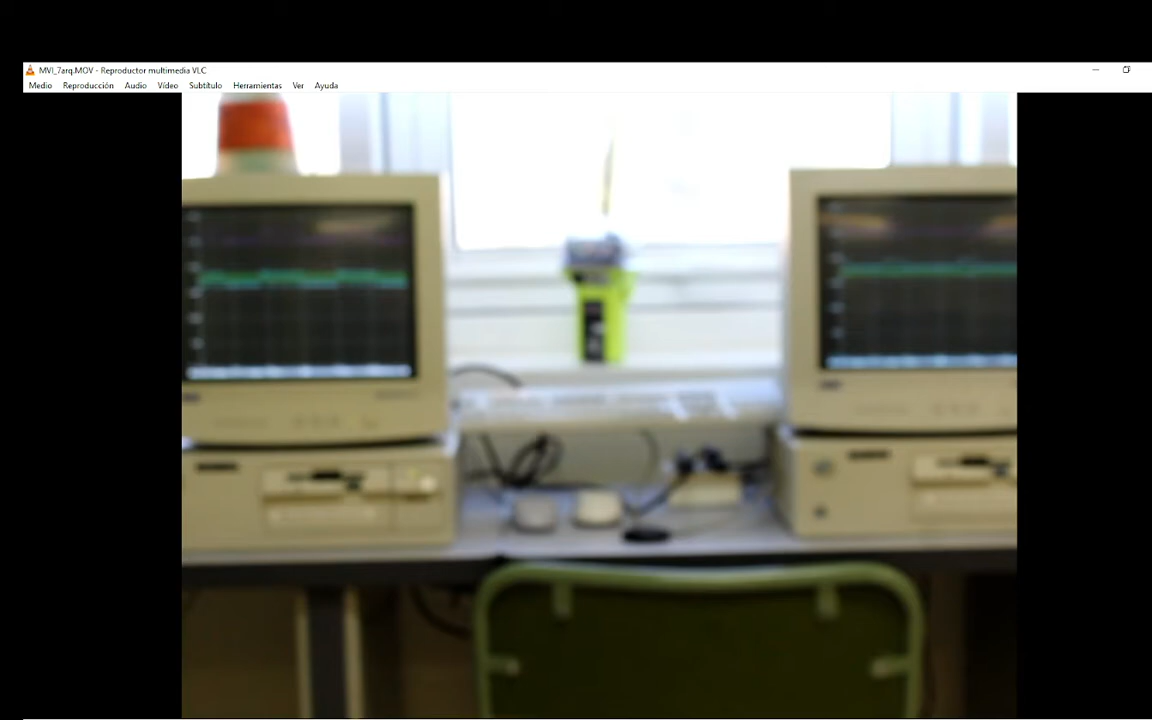 MVI_7arq.MOV - Reproductor multimedia VLC
Medio Reproducción Audio Vídeo Subtítulo Herramientas Ver Ayuda